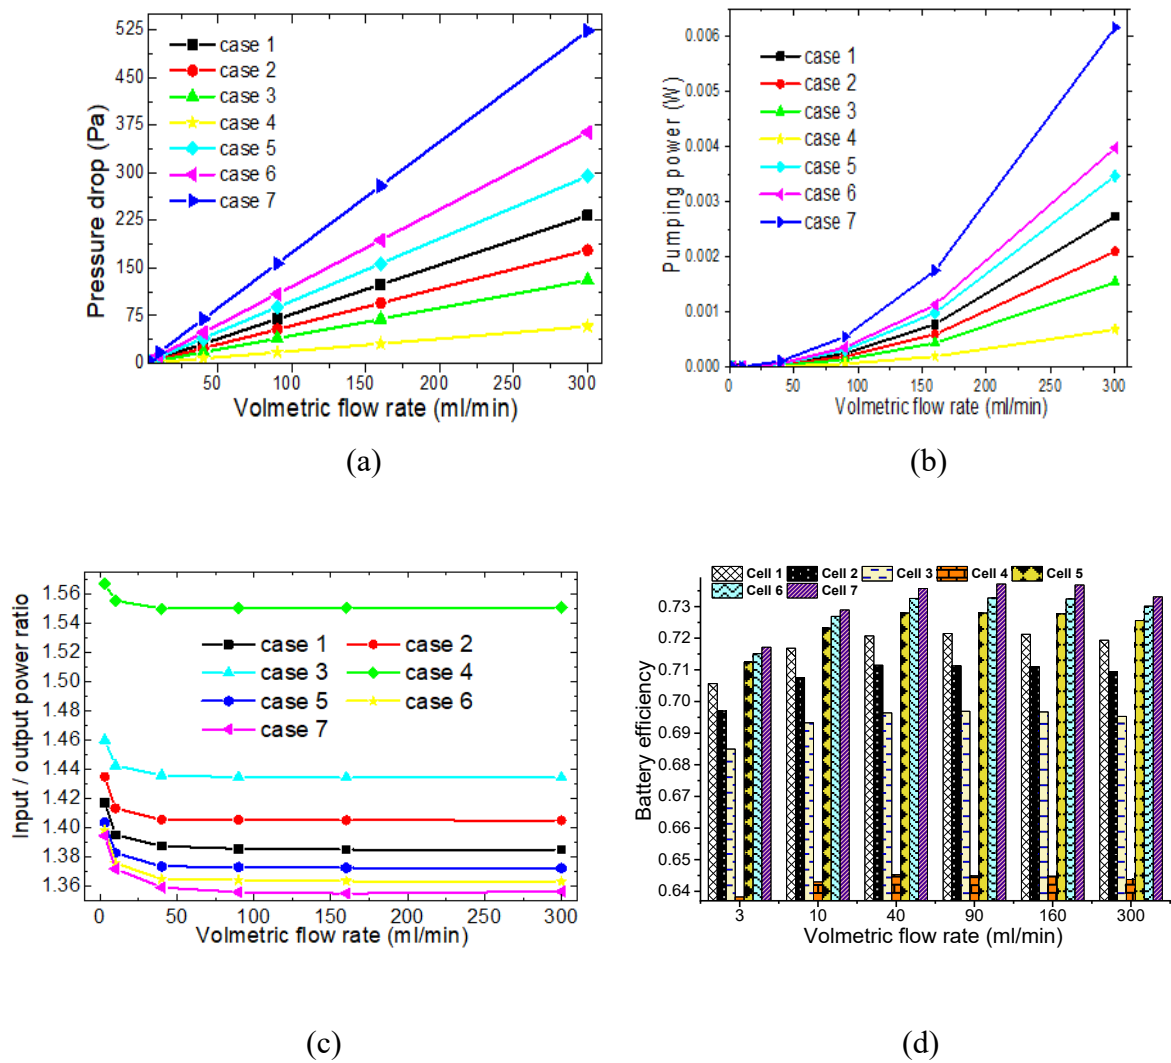 525
450
375
300
225
150
75
0
Pressure drop (Pa)
case 1
case 2
case 3
case 4
case 5
case 6
case 7
50 100 150 200 250 300
Volmetric flow rate (ml/min)
(a)
0.006
0.005
0.004
0.003
0.002
0.001
0.000
Pumping power (W)
case 1
case 2
case 3
case 4
case 5
case 6
case 7
0 50 100 150 200 250 300
Volmetric flow rate (ml/min)
(b)
1.56
1.54
1.52
1.50
1.48
1.46
1.44
1.42
1.40
1.38
1.36
Input / output power ratio
case 1 case 2
case 3 case 4
case 5 case 6
case 7
0 50 100 150 200 250 300
Volmetric flow rate (ml/min)
(c)
Cell 1 Cell 2 Cell 3 Cell 4 Cell 5
Cell 6 Cell 7
0.73
0.72
0.71
0.70
0.69
0.68
0.67
0.66
0.65
0.64
Battery efficiency
3 10 40 90 160 300
Volmetric flow rate (ml/min)
(d)